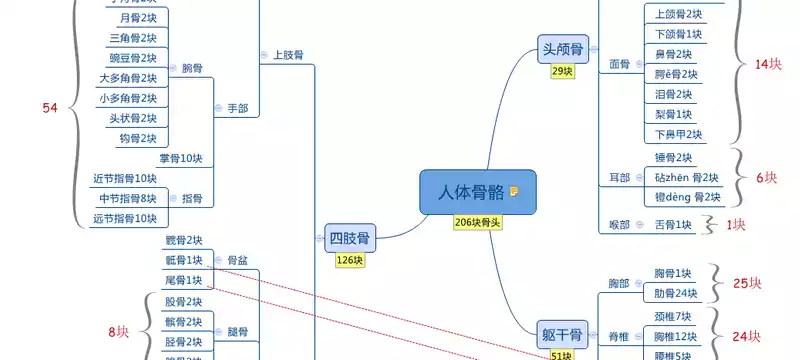 月骨2块
三角骨2块
豌豆骨2块
大多角骨2块
小多角骨2块
头状骨2块
钩骨2块
腕骨
掌骨10块
近节指骨10块
中节指骨8块
远节指骨10块
指骨
手部
上肢骨
54
髋骨2块
骶骨1块
尾骨1块
骨盆
股骨2块
髌骨2块
胫骨2块
腿骨
8块
四肢骨
126块
人体骨骼
206块骨头
头颅骨
29块
面骨
上颌骨2块
下颌骨1块
鼻骨2块
腭è骨2块
泪骨2块
梨骨1块
下鼻甲2块
14块
耳部
锤骨2块
砧zhēn 骨2块
镫dèng 骨2块
6块
喉部
舌骨1块
1块
躯干骨
51块
胸部
胸骨1块
肋骨24块
25块
脊椎
颈椎7块
胸椎12块
腰椎5块
24块